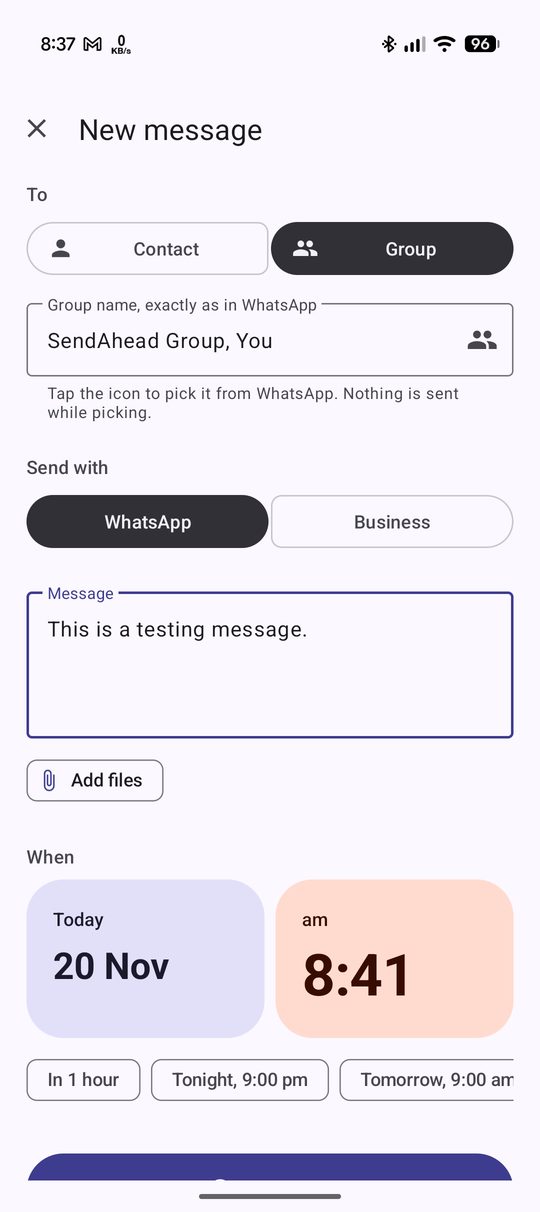 8:37
0
KB/s
96
New message
To
Contact
Group
Group name, exactly as in WhatsApp
SendAhead Group, You
Tap the icon to pick it from WhatsApp. Nothing is sent
while picking.
Send with
WhatsApp
Business
Message
This is a testing message.
Add files
When
Today
20 Nov
am
8:41
In 1 hour
Tonight, 9:00 pm
Tomorrow, 9:00 am